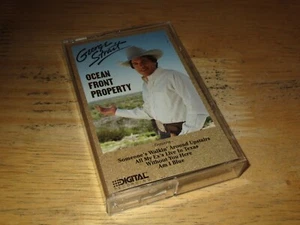 George
Strait
OCEAN
FRONT
PROPERTY
Someone's Walkin' Around Upstairs
All My Ex's Live in Texas
Without You Here
Am I Blue
DIGITAL